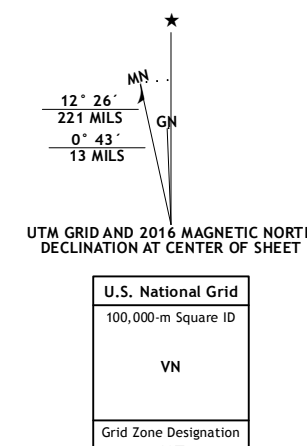 ★
MN
GN
12° 26´
221 MILS
0° 43´
13 MILS
UTM GRID AND 2016 MAGNETIC NORTH
DECLINATION AT CENTER OF SHEET
U.S. National Grid
100,000-m Square ID
VN
Grid Zone Designation